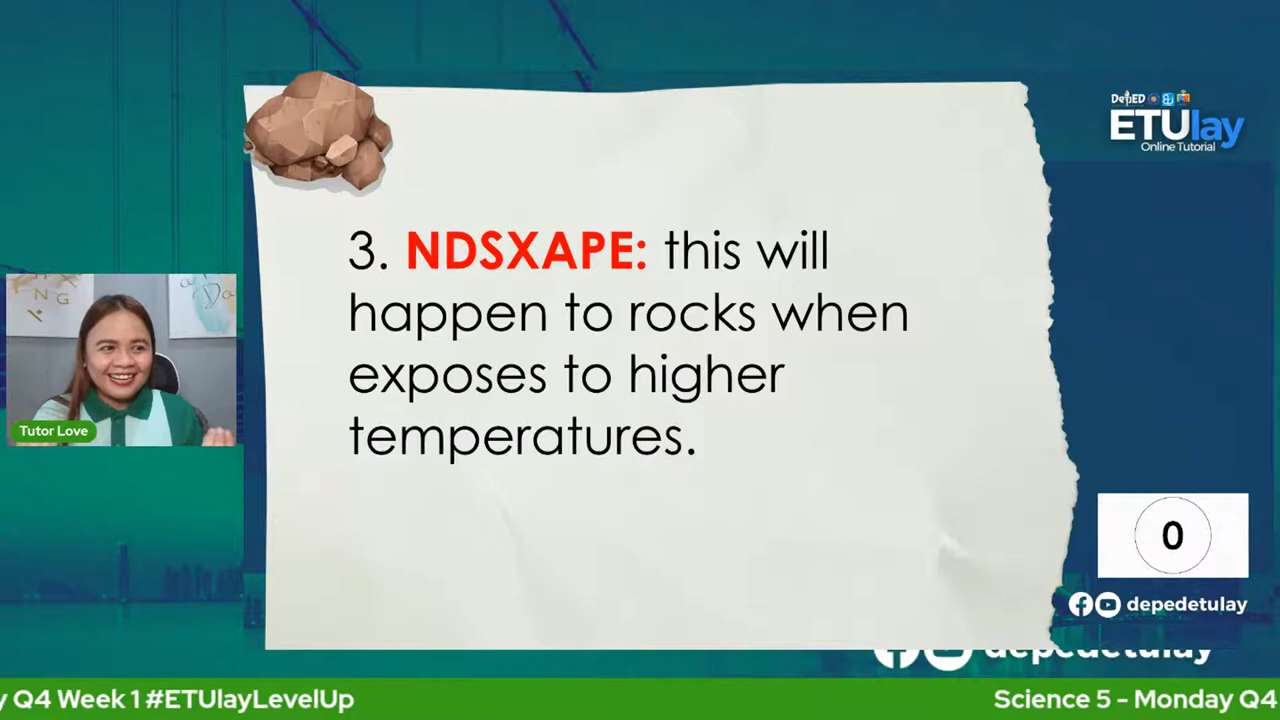 3. NDSXAPE: this will
happen to rocks when
exposes to higher
temperatures.
DepED
ETUlay
Online Tutorial
N G
Da
Tutor Love
0
depedetulay
depedetulay
y Q4 Week 1 #ETUlayLevelUp
Science 5 - Monday Q4